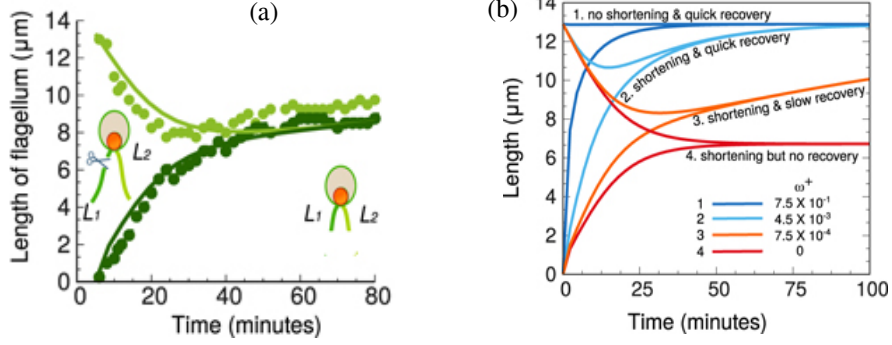 (a)
Length of flagellum (μm)
14
12
10
8
6
4
2
0
L2
L1
L1 L2
0 20 40 60 80
Time (minutes)
(b)
Length (μm)
14
12
10
8
6
4
2
0
1. no shortening & quick recovery
2. shortening & quick recovery
3. shortening & slow recovery
4. shortening but no recovery
ω+
1 7.5 X 10-1
2 4.5 X 10-3
3 7.5 X 10-4
4 0
0 25 50 75 100
Time (minutes)